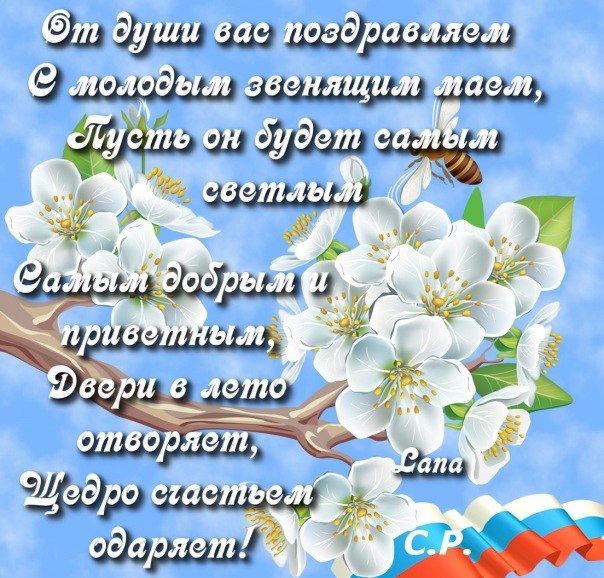 От души вас поздравляем
С молодым звенящим маем,
Пусть он будет самым
светлым
Самым добрым и
приветным,
Двери в лето
отворяет,
Щедро счастьем
одаряет!
Lana
С.Р.